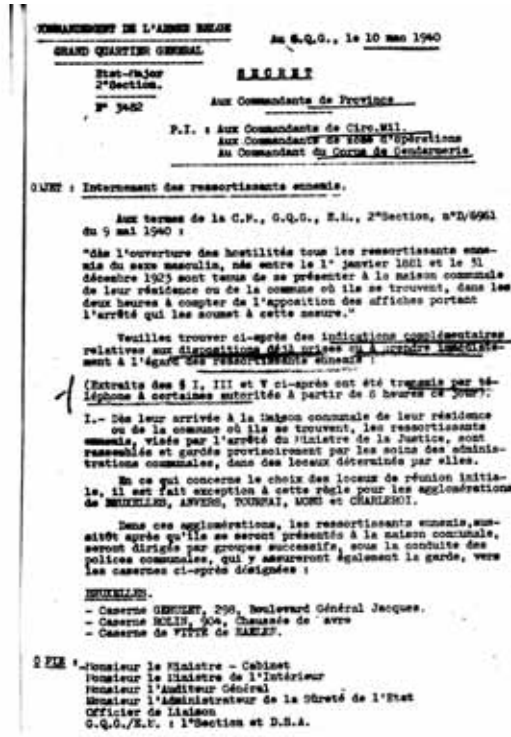 COMMANDEMENT DE L'ARMEE BELGE
GRAND QUARTIER GENERAL
Etat-Major
2°Section.
N° 3482
Au G.Q.G., le 10 mao 1940
SECRET
Aux Commandants de Province
P.I. : Aux Commandants de Circ.Mil.
Aux Commandants de zone d'opérations
Au Commandant du Corps de Gendarmerie
OBJET : Internement des ressortissants ennemis.
Aux termes de la C.P., G.Q.G., E.M., 2°Section, n°D/6961
du 9 mai 1940 :
"dès l'ouverture des hostilités tous les ressortissants enne-
mis du sexe masculin, nés entre le 1° janvier 1881 et le 31
décembre 1923 sont tenus de se présenter à la maison communale
de leur résidence ou de la commune où ils se trouvent, dans les
deux heures à compter de l'apposition des affiches portant
l'arrêté qui les soumet à cette mesure."
Veuillez trouver ci-après des indications complémentaires
relatives aux dispositions déjà prises ou à prendre immédiate-
ment à l'égard des ressortissants ennemis :
(Extraits des § I, III et V ci-après ont été transmis par té-
léphone à certaines autorités à partir de 6 heures ce jour).
I.- Dès leur arrivée à la maison communale de leur résidence
ou de la commune où ils se trouvent, les ressortissants
ennemis, visés par l'arrêté du Ministre de la Justice, sont
rassemblés et gardés provisoirement par les soins des adminis-
trations communales, dans des locaux déterminés par elles.
En ce qui concerne le choix des locaux de réunion initia-
le, il est fait exception à cette règle pour les agglomérations
de BRUXELLES, ANVERS, TOURNAI, MONS et CHARLEROI.
Dans ces agglomérations, les ressortissants ennemis, aus-
sitôt après qu'ils se seront présentés à la maison communale,
seront dirigés par groupes successifs, sous la conduite des
polices communales, qui y assureront également la garde, vers
les casernes ci-après désignées :
BRUXELLES.
- Caserne GERULET, 298, Boulevard Général Jacques.
- Caserne ROLIN, 904, Chaussée de avre
- Caserne de WITTE de HAELEN.
Monsieur le Ministre - Cabinet
Monsieur le Ministre de l'Intérieur
Monsieur l'Auditeur Général
Monsieur l'Administrateur de la Sûreté de l'Etat
Officier de Liaison
G.Q.G./E.M. : 1°Section et D.S.A.